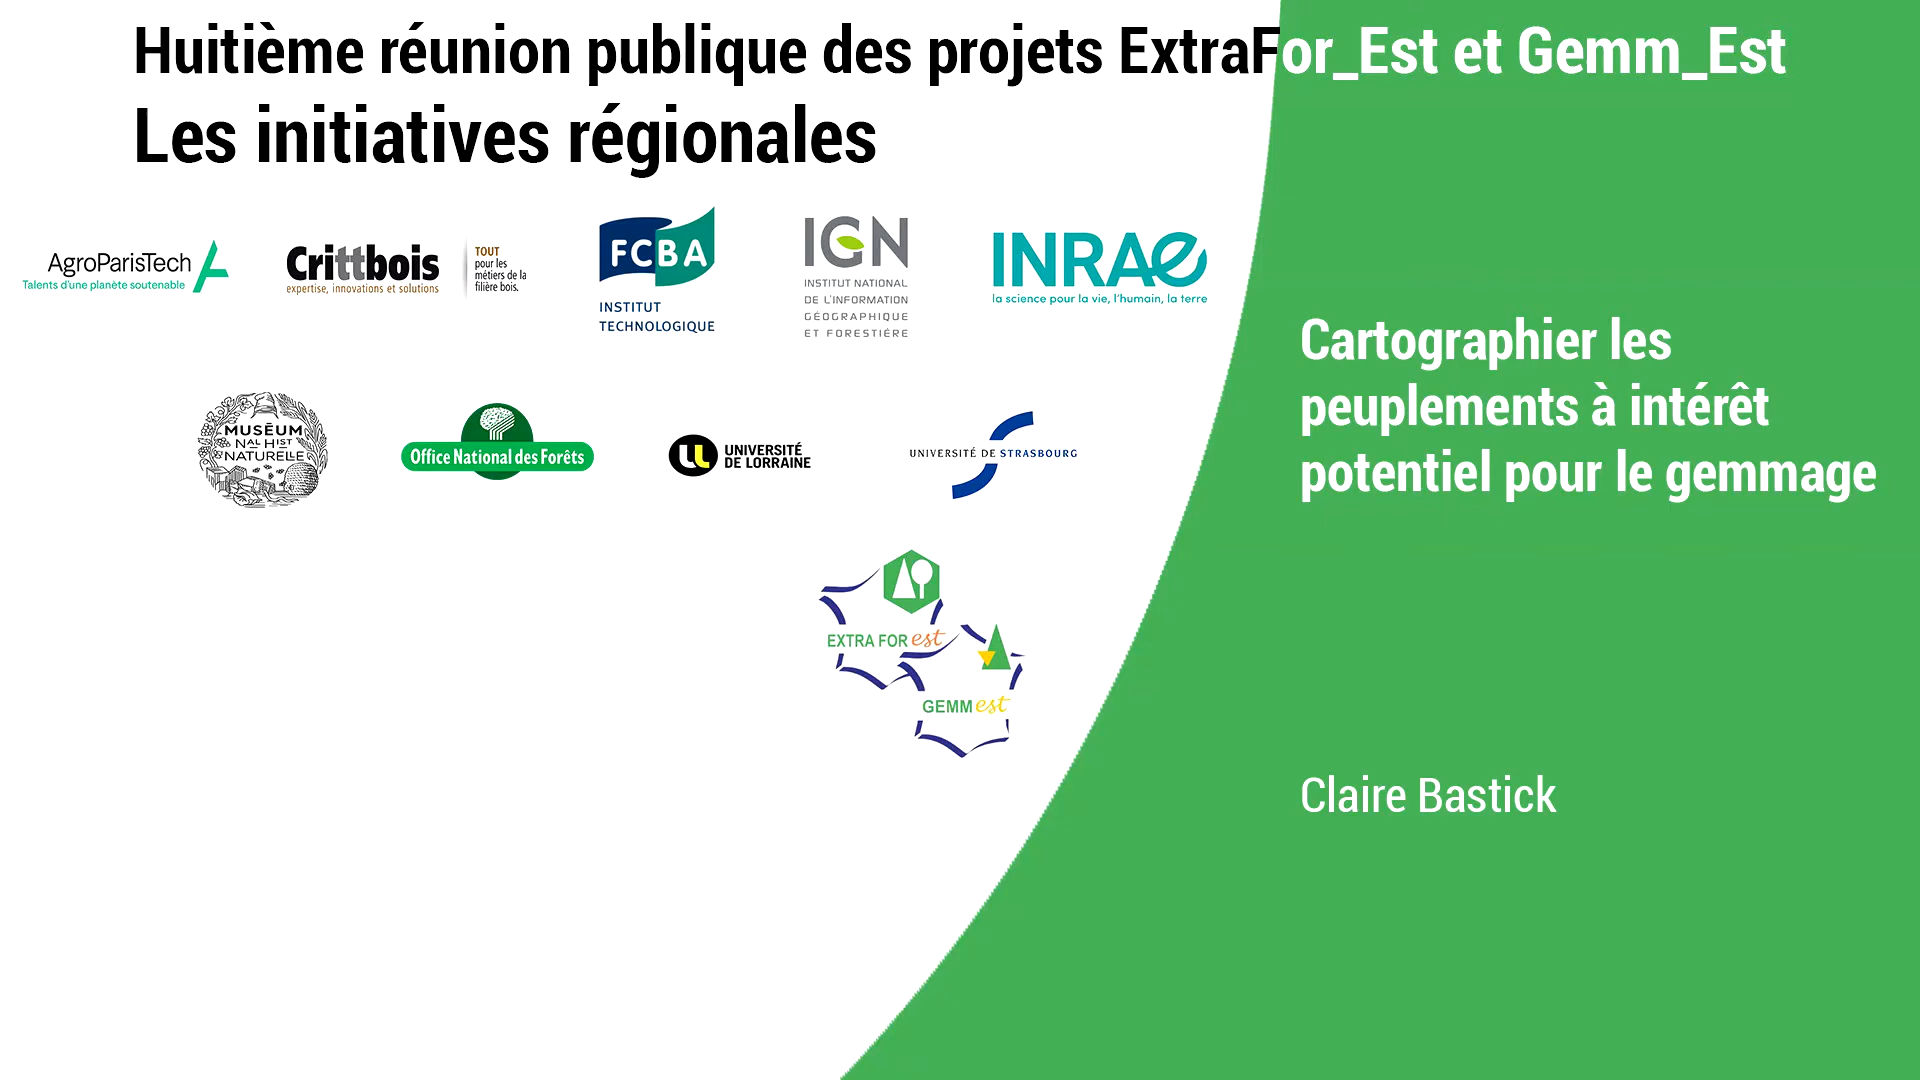 Huitième réunion publique des projets ExtraFor_Est et Gemm_Est
Les initiatives régionales
AgroParisTech
Talents d'une planète soutenable
Crittbois
expertise, innovations et solutions
TOUT
pour les
métiers de la
filière bois.
FCBA
INSTITUT
TECHNOLOGIQUE
IGN
INSTITUT NATIONAL
DE L'INFORMATION
GÉOGRAPHIQUE
ET FORESTIÈRE
INRAE
la science pour la vie, l'humain, la terre
MUSÉUM
NAL HIST
NATURELLE
Office National des Forêts
UNIVERSITÉ
DE LORRAINE
UNIVERSITÉ DE STRASBOURG
EXTRA FOR est
GEMM est
Cartographier les
peuplements à intérêt
potentiel pour le gemmage
Claire Bastick